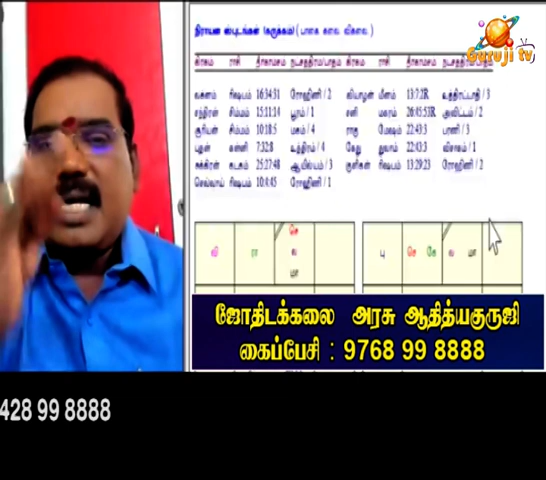 நிராயன ஸ்புடங்கள் (சுருக்கம்) ( பாகை கலை விகலை )
Guruji tv
கிரகம் ராசி தீர்காம்சம் நட்சத்திரம்/பாதம் கிரகம் ராசி தீர்காம்சம் நட்சத்திரம்/பாதம்
லக்னம் ரிஷபம் 16:34:31 ரோஹிணி / 2 வியாழன் மீனம் 13:7:2R உத்திரட்டாதி / 3
சந்திரன் சிம்மம் 15:11:14 பூரம் / 1 சனி மகரம் 26:45:53R அவிட்டம் / 2
சூரியன் சிம்மம் 10:18:5 மகம் / 4 ராகு மேஷம் 22:43:3 பரணி / 3
புதன் கன்னி 7:32:8 உத்திரம் / 4 கேது துலாம் 22:43:3 விசாகம் / 1
சுக்கிரன் கடகம் 25:27:48 ஆயில்யம் / 3 குளிகன் ரிஷபம் 13:29:23 ரோஹிணி / 2
செவ்வாய் ரிஷபம் 10:4:45 ரோஹிணி / 1
வி ரா செ ல மா
பு செ கே ல மா
ஜோதிடக்கலை அரசு ஆதித்யகுருஜி
கைப்பேசி : 9768 99 8888
428 99 8888